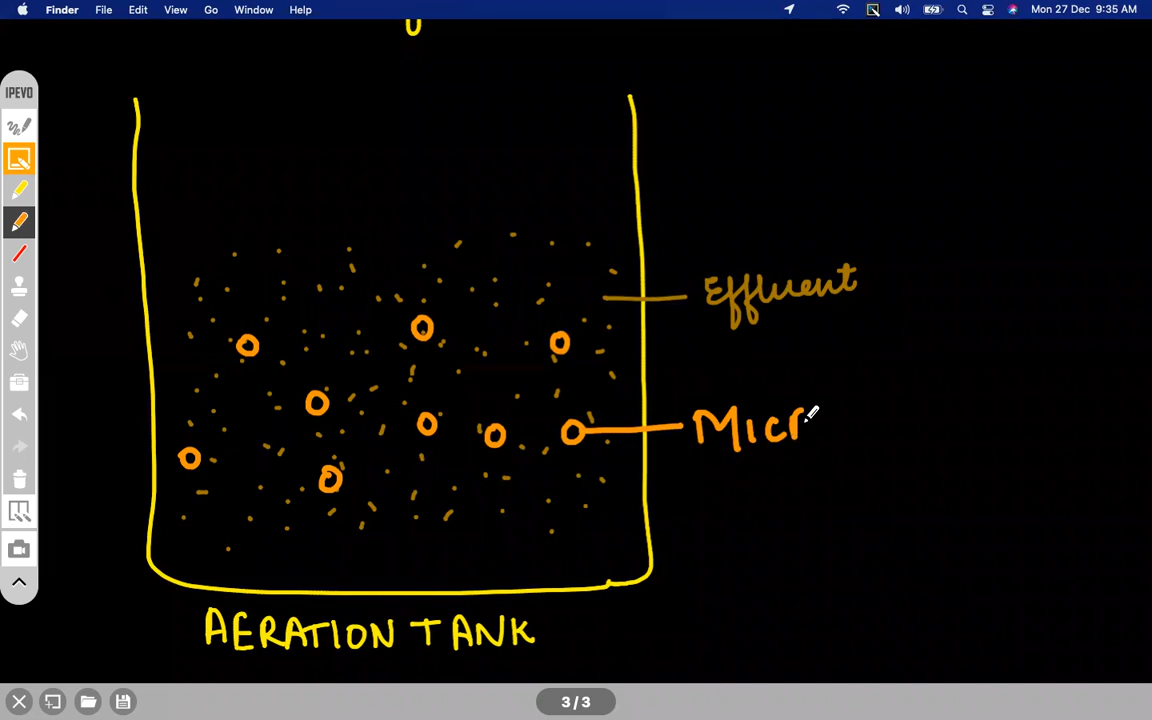 Finder File Edit View Go Window Help Mon 27 Dec 9:35 AM
IPEVO
Effluent
Micr
AERATION TANK
3/3